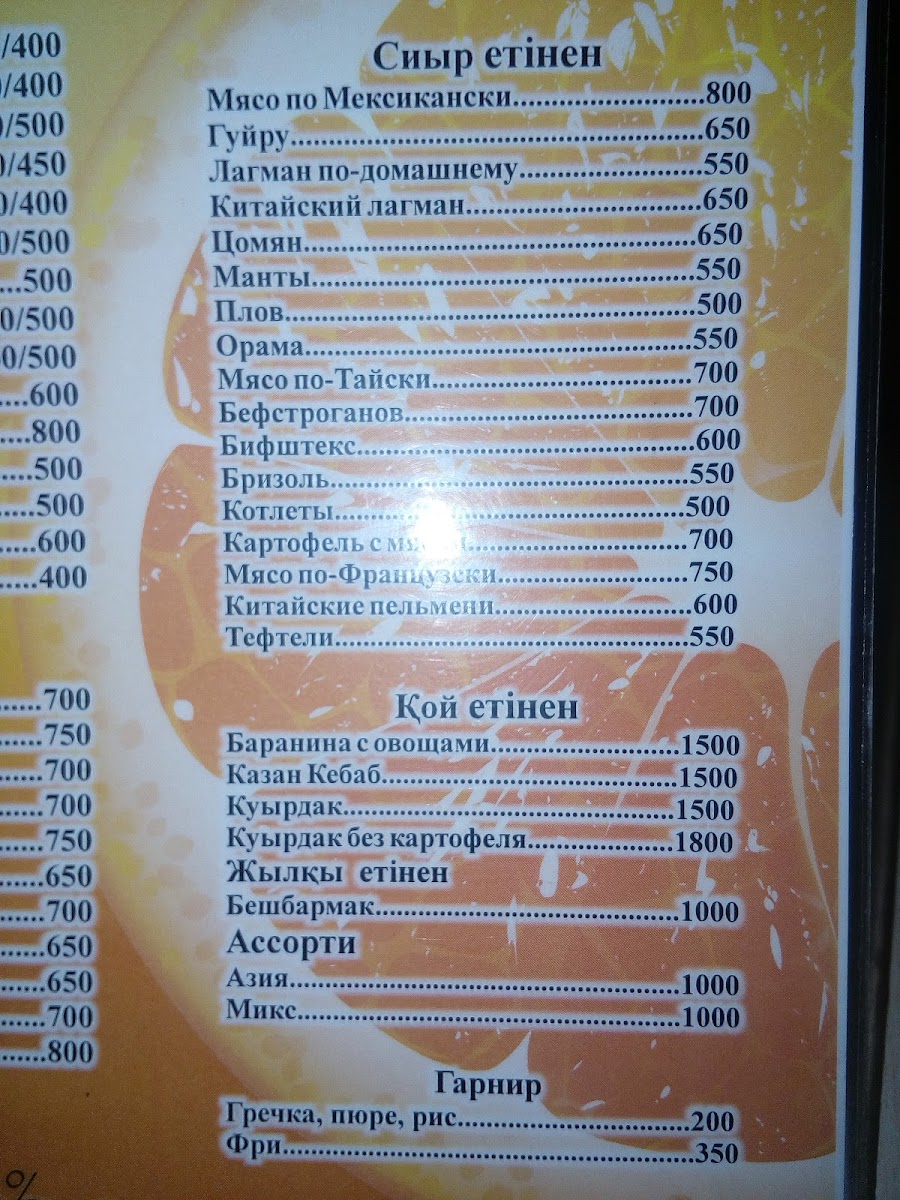 /400
/400
/500
/450
0/400
0/500
....500
0/500
0/500
....600
....800
....500
....500
....600
.....400
.....700
.....750
.....700
.....700
.....750
.....650
.....700
.....650
.....650
.....700
.....800
%
Сиыр етінен
Мясо по Мексикански.........................800
Гуйру......................................................650
Лагман по-домашнему.......................550
Китайский лагман...............................650
Цомян....................................................650
Манты..................................................550
Плов.......................................................500
Орама....................................................550
Мясо по-Тайски..................................700
Бефстроганов......................................700
Бифштекс.............................................600
Бризоль.................................................550
Котлеты................................................500
Картофель с .............................700
Мясо по-Французски.........................750
Китайские пельмени..........................600
Тефтели...............................................550
Қой етінен
Баранина с овощами.........................1500
Казан Кебаб.......................................1500
Куырдак.............................................1500
Куырдак без картофеля...................1800
Жылқы етінен
Бешбармак.........................................1000
Ассорти
Азия....................................................1000
Микс...................................................1000
Гарнир
Гречка, пюре, рис...............................200
Фри......................................................350